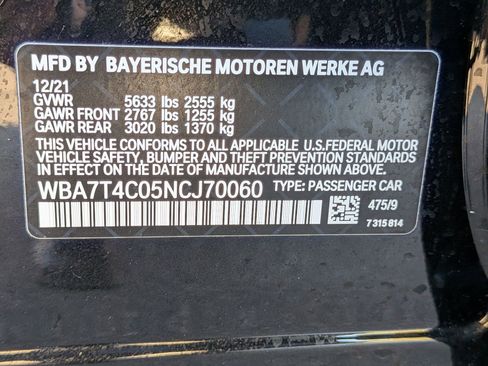 MFD BY BAYERISCHE MOTOREN WERKE AG
12/21
GVWR 5633 lbs 2555 kg
GAWR FRONT 2767 lbs 1255 kg
GAWR REAR 3020 lbs 1370 kg
THIS VEHICLE CONFORMS TO ALL APPLICABLE U.S.FEDERAL MOTOR
VEHICLE SAFETY, BUMPER AND THEFT PREVENTION STANDARDS IN
EFFECT ON THE DATE OF MANUFACTURE SHOWN ABOVE.
WBA7T4C05NCJ70060 TYPE: PASSENGER CAR
475/9
7 315 814